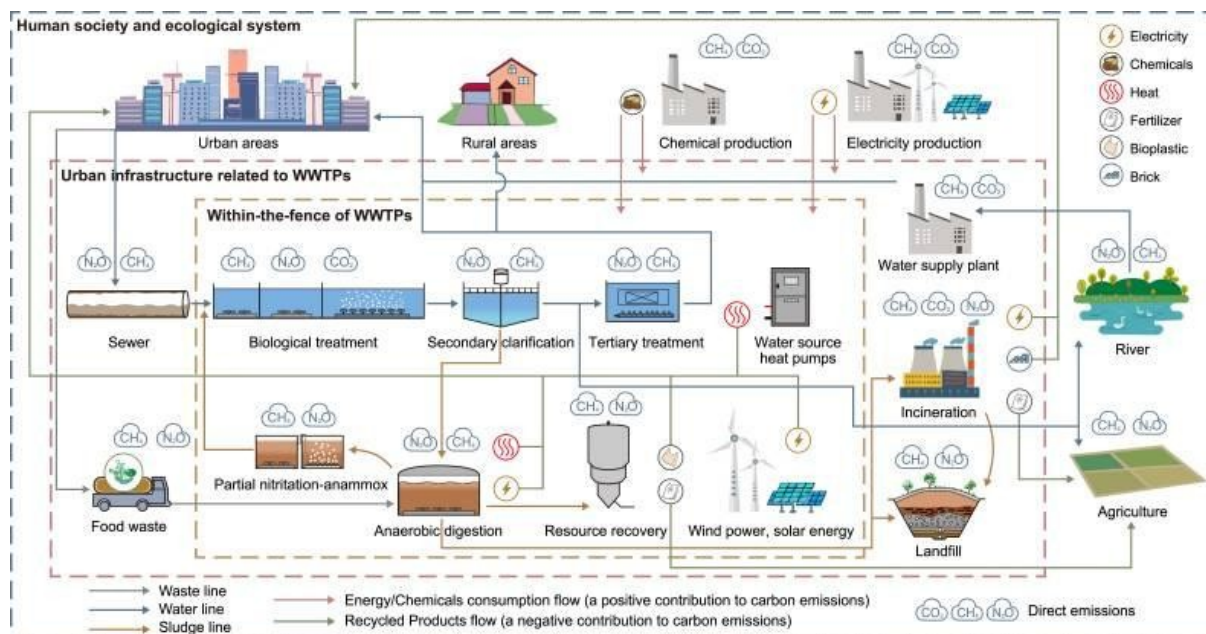 Human society and ecological system
CH₄ CO₂
CH₄ CO₂
Electricity
Chemicals
Heat
Fertilizer
Bioplastic
Brick
Urban areas
Rural areas
Chemical production
Electricity production
Urban infrastructure related to WWTPs
CH₄ CO₂
Within-the-fence of WWTPs
N₂O CH₄
CH₄ N₂O CO₂
N₂O CH₄
N₂O CH₄
Water supply plant
N₂O CH₄
CH₄ CO₂ N₂O
Sewer
Biological treatment
Secondary clarification
Tertiary treatment
Water source
heat pumps
River
Incineration
CH₄ N₂O
CH₄ N₂O
N₂O CH₄
CH₄ N₂O
CH₄ N₂O
CH₄ N₂O
Partial nitritation-anammox
Food waste
Anaerobic digestion
Resource recovery
Wind power, solar energy
Landfill
Agriculture
Waste line
Water line
Sludge line
Energy/Chemicals consumption flow (a positive contribution to carbon emissions)
Recycled Products flow (a negative contribution to carbon emissions)
CO₂ CH₄ N₂O Direct emissions